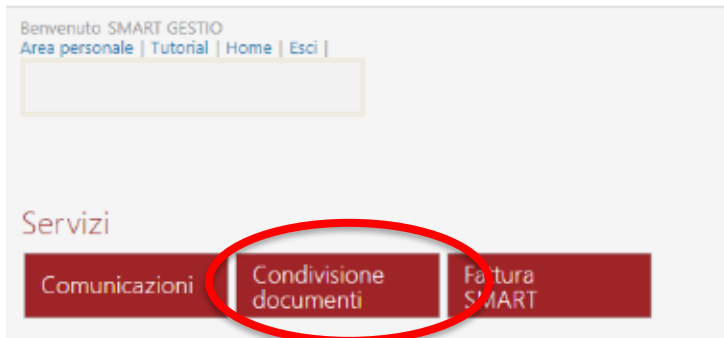 Benvenuto SMART GESTIO
Area personale | Tutorial | Home | Esci |
Servizi
Comunicazioni
Condivisione
documenti
Fattura
SMART